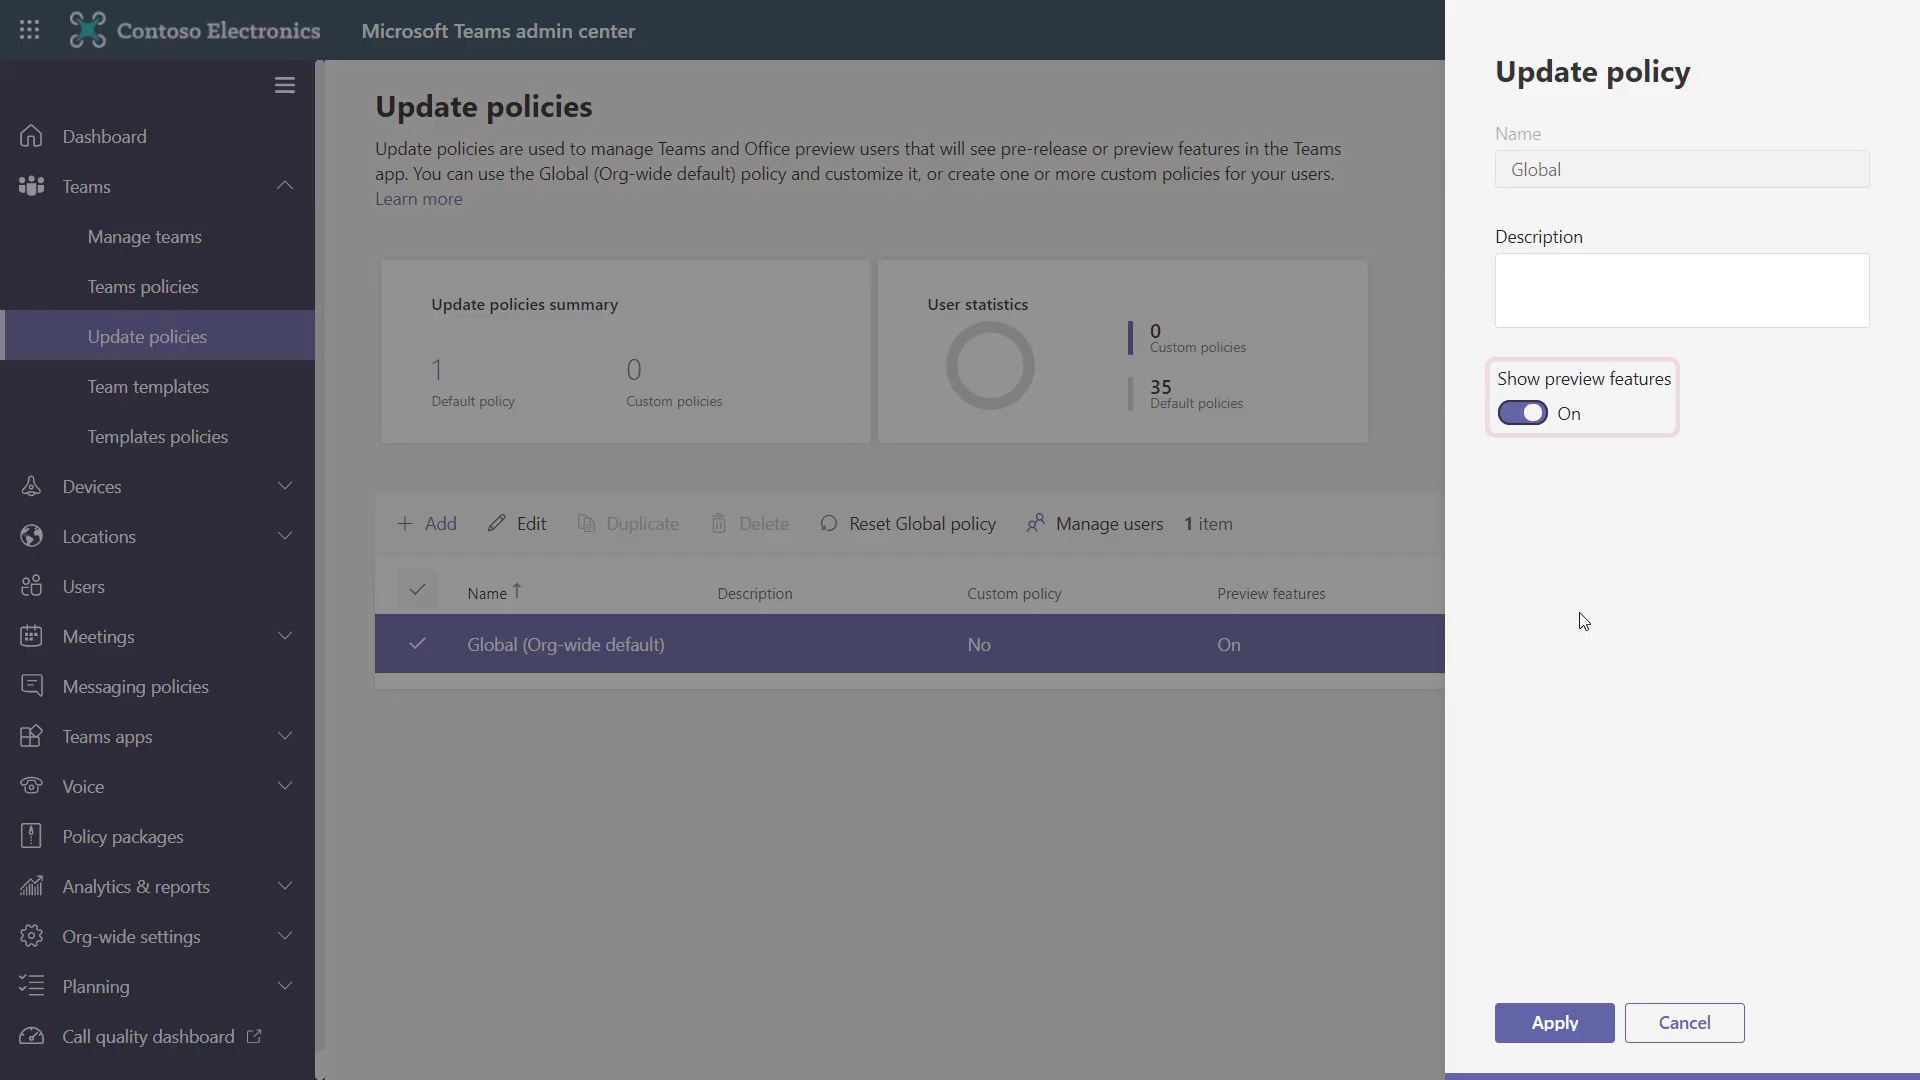 Contoso Electronics
Microsoft Teams admin center
Dashboard
Teams
Manage teams
Teams policies
Update policies
Team templates
Templates policies
Devices
Locations
Users
Meetings
Messaging policies
Teams apps
Voice
Policy packages
Analytics & reports
Org-wide settings
Planning
Call quality dashboard
Update policies
Update policies are used to manage Teams and Office preview users that will see pre-release or preview features in the Teams
app. You can use the Global (Org-wide default) policy and customize it, or create one or more custom policies for your users.
Learn more
Update policies summary
1
Default policy
0
Custom policies
User statistics
0
Custom policies
35
Default policies
Add Edit Duplicate Delete Reset Global policy Manage users 1 item
Name Description Custom policy Preview features
Global (Org-wide default) No On
Update policy
Name
Global
Description
Show preview features
On
Apply Cancel